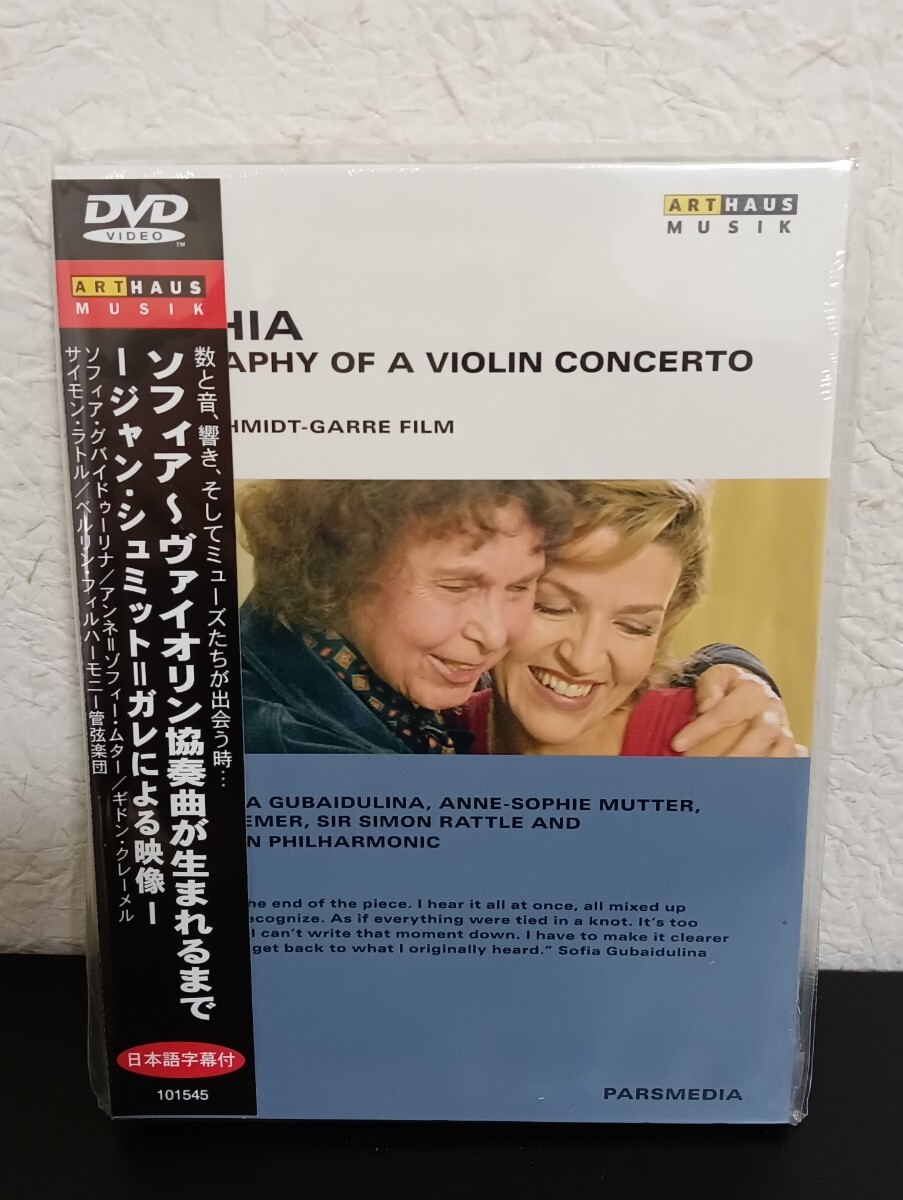 DVD
VIDEO
TM
ARTHAUS
MUSIK
数と音、響き、そしてミューズたちが出会う時…
ソフィア〜ヴァイオリン協奏曲が生まれるまで
ージャン・シュミット=ガレによる映像ー
ソフィア・グバイドゥーリナ/アンネ=ソフィー・ムター/ギドン・クレーメル
サイモン・ラトル/ベルリン・フィルハーモニー管弦楽団
日本語字幕付
101545
ARTHAUS
MUSIK
HIA
APHY OF A VIOLIN CONCERTO
HMIDT-GARRE FILM
A GUBAIDULINA, ANNE-SOPHIE MUTTER,
EMER, SIR SIMON RATTLE AND
N PHILHARMONIC
he end of the piece. I hear it all at once, all mixed up
ecognize. As if everything were tied in a knot. It's too
I can't write that moment down. I have to make it clearer
get back to what I originally heard.” Sofia Gubaidulina
PARSMEDIA